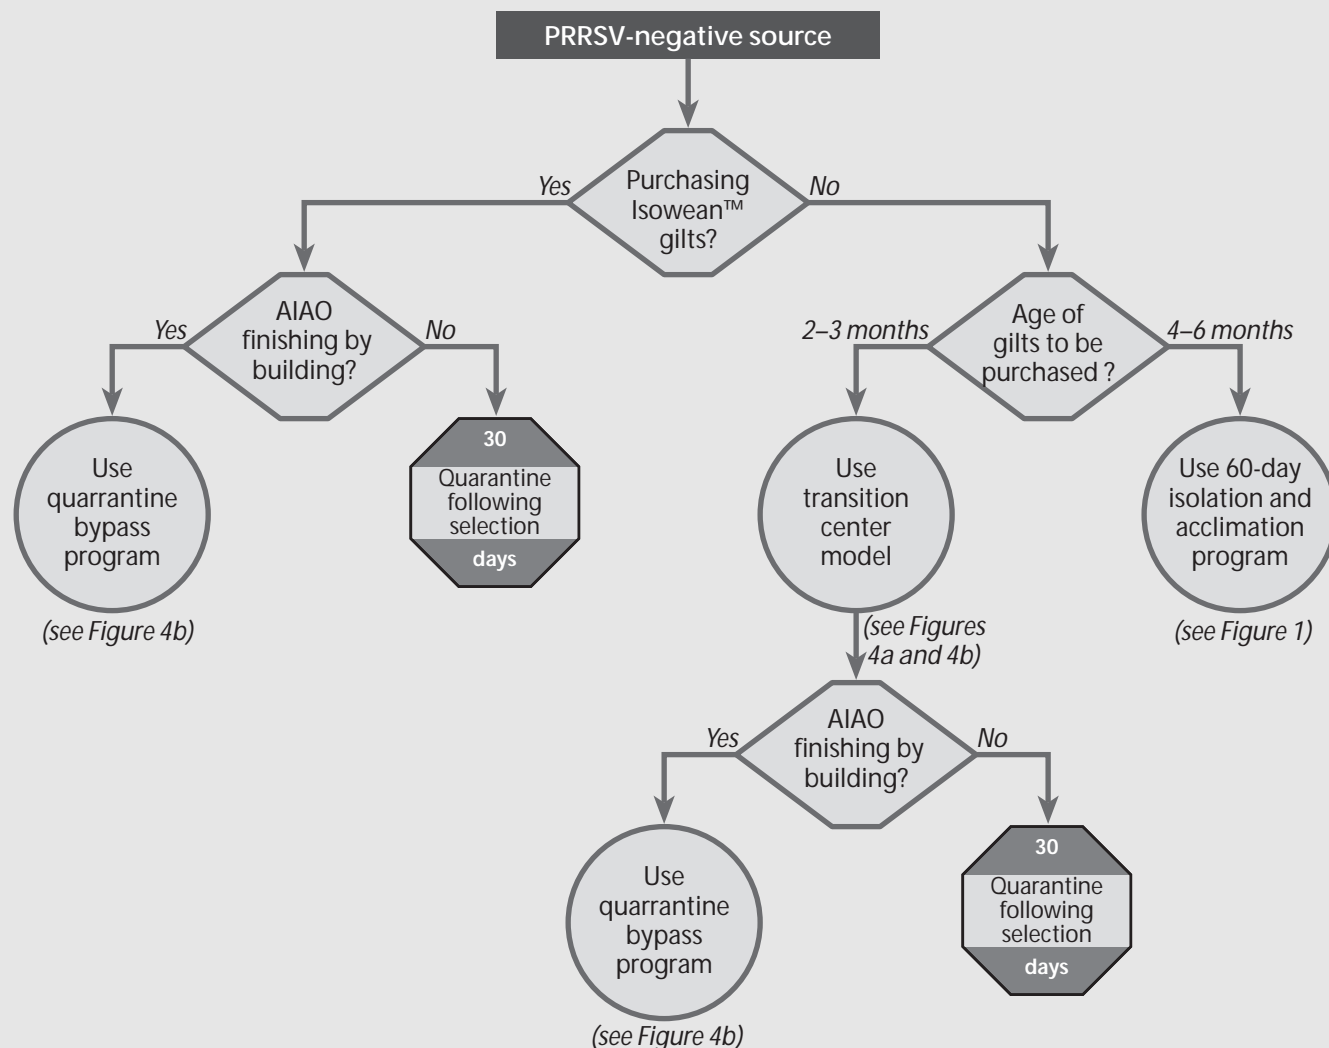 PRRSV-negative source
Yes
Purchasing
Isowean™
gilts?
No
Yes
AIAO
finishing by
building?
No
2–3 months
Age of
gilts to be
purchased ?
4–6 months
Use
quarrantine
bypass
program
(see Figure 4b)
30
Quarantine
following
selection
days
Use
transition
center
model
(see Figures
4a and 4b)
Use 60-day
isolation and
acclimation
program
(see Figure 1)
Yes
AIAO
finishing by
building?
No
Use
quarrantine
bypass
program
(see Figure 4b)
30
Quarantine
following
selection
days